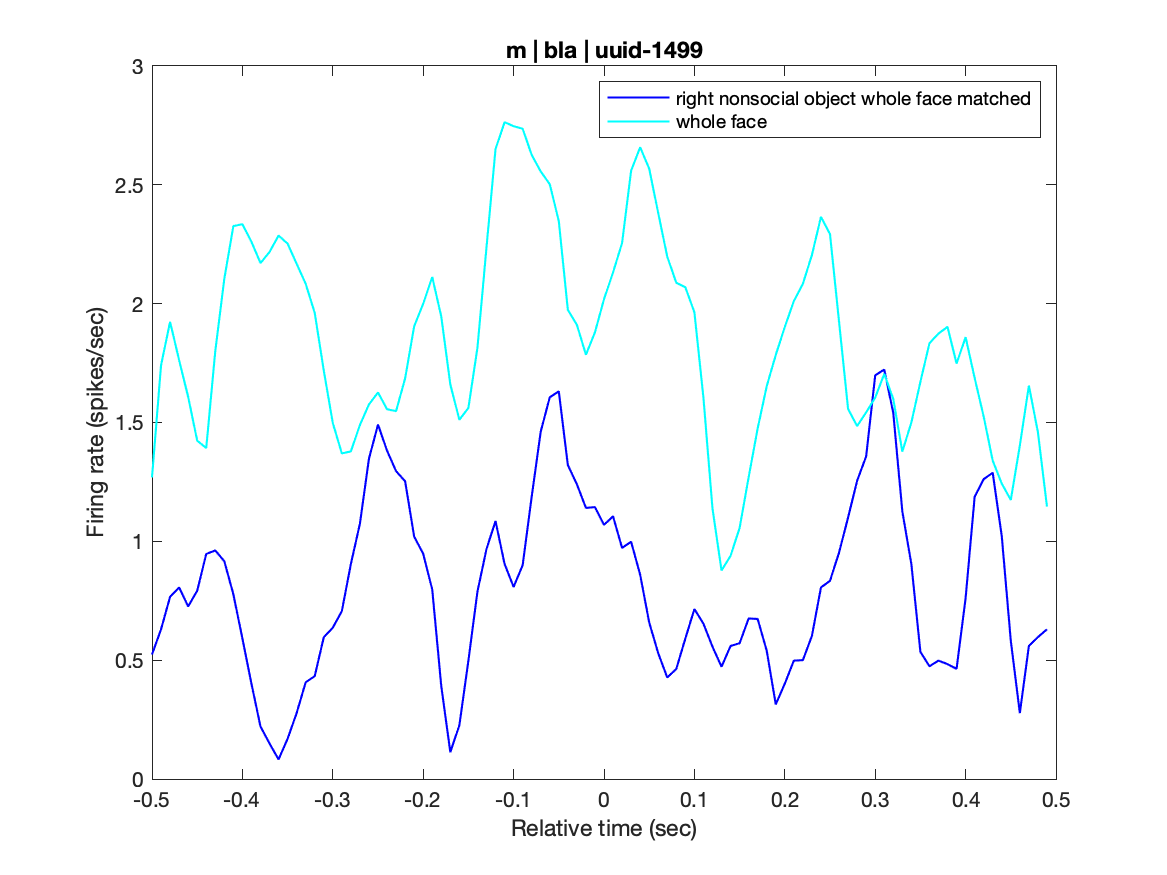 m | bla | uuid-1499
right nonsocial object whole face matched
whole face
Firing rate (spikes/sec)
3
2.5
2
1.5
1
0.5
0
-0.5 -0.4 -0.3 -0.2 -0.1 0 0.1 0.2 0.3 0.4 0.5
Relative time (sec)